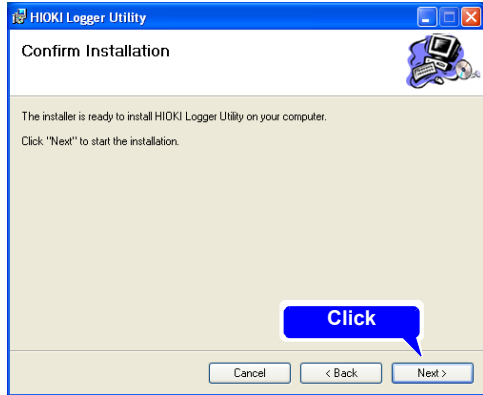 HIOKI Logger Utility
Confirm Installation
The installer is ready to install HIOKI Logger Utility on your computer.
Click "Next" to start the installation.
Click
Cancel
< Back
Next >